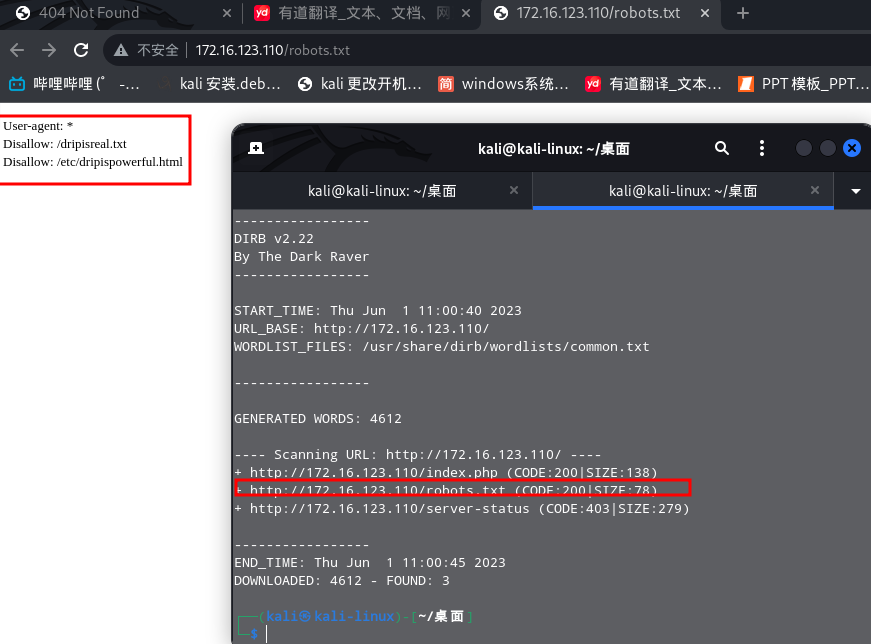 404 Not Found
有道翻译_文本、文档、网
172.16.123.110/robots.txt
不安全
172.16.123.110/robots.txt
哔哩哔哩 (゜-…
kali 安装.deb…
kali 更改开机…
简
windows系统…
yd
有道翻译_文本…
PPT模板_PPT…
User-agent: *
Disallow: /dripisreal.txt
Disallow: /etc/dripispowerful.html
kali@kali-linux: ~/桌面
kali@kali-linux: ~/桌面
kali@kali-linux: ~/桌面
-----------------
DIRB v2.22
By The Dark Raver
-----------------
START_TIME: Thu Jun  1 11:00:40 2023
URL_BASE: http://172.16.123.110/
WORDLIST_FILES: /usr/share/dirb/wordlists/common.txt
-----------------
GENERATED WORDS: 4612
---- Scanning URL: http://172.16.123.110/ ----
+ http://172.16.123.110/index.php (CODE:200|SIZE:138)
+ http://172.16.123.110/robots.txt (CODE:200|SIZE:78)
+ http://172.16.123.110/server-status (CODE:403|SIZE:279)
-----------------
END_TIME: Thu Jun  1 11:00:45 2023
DOWNLOADED: 4612 - FOUND: 3
┌──(kali㉿kali-linux)-[~/桌面]
└─$